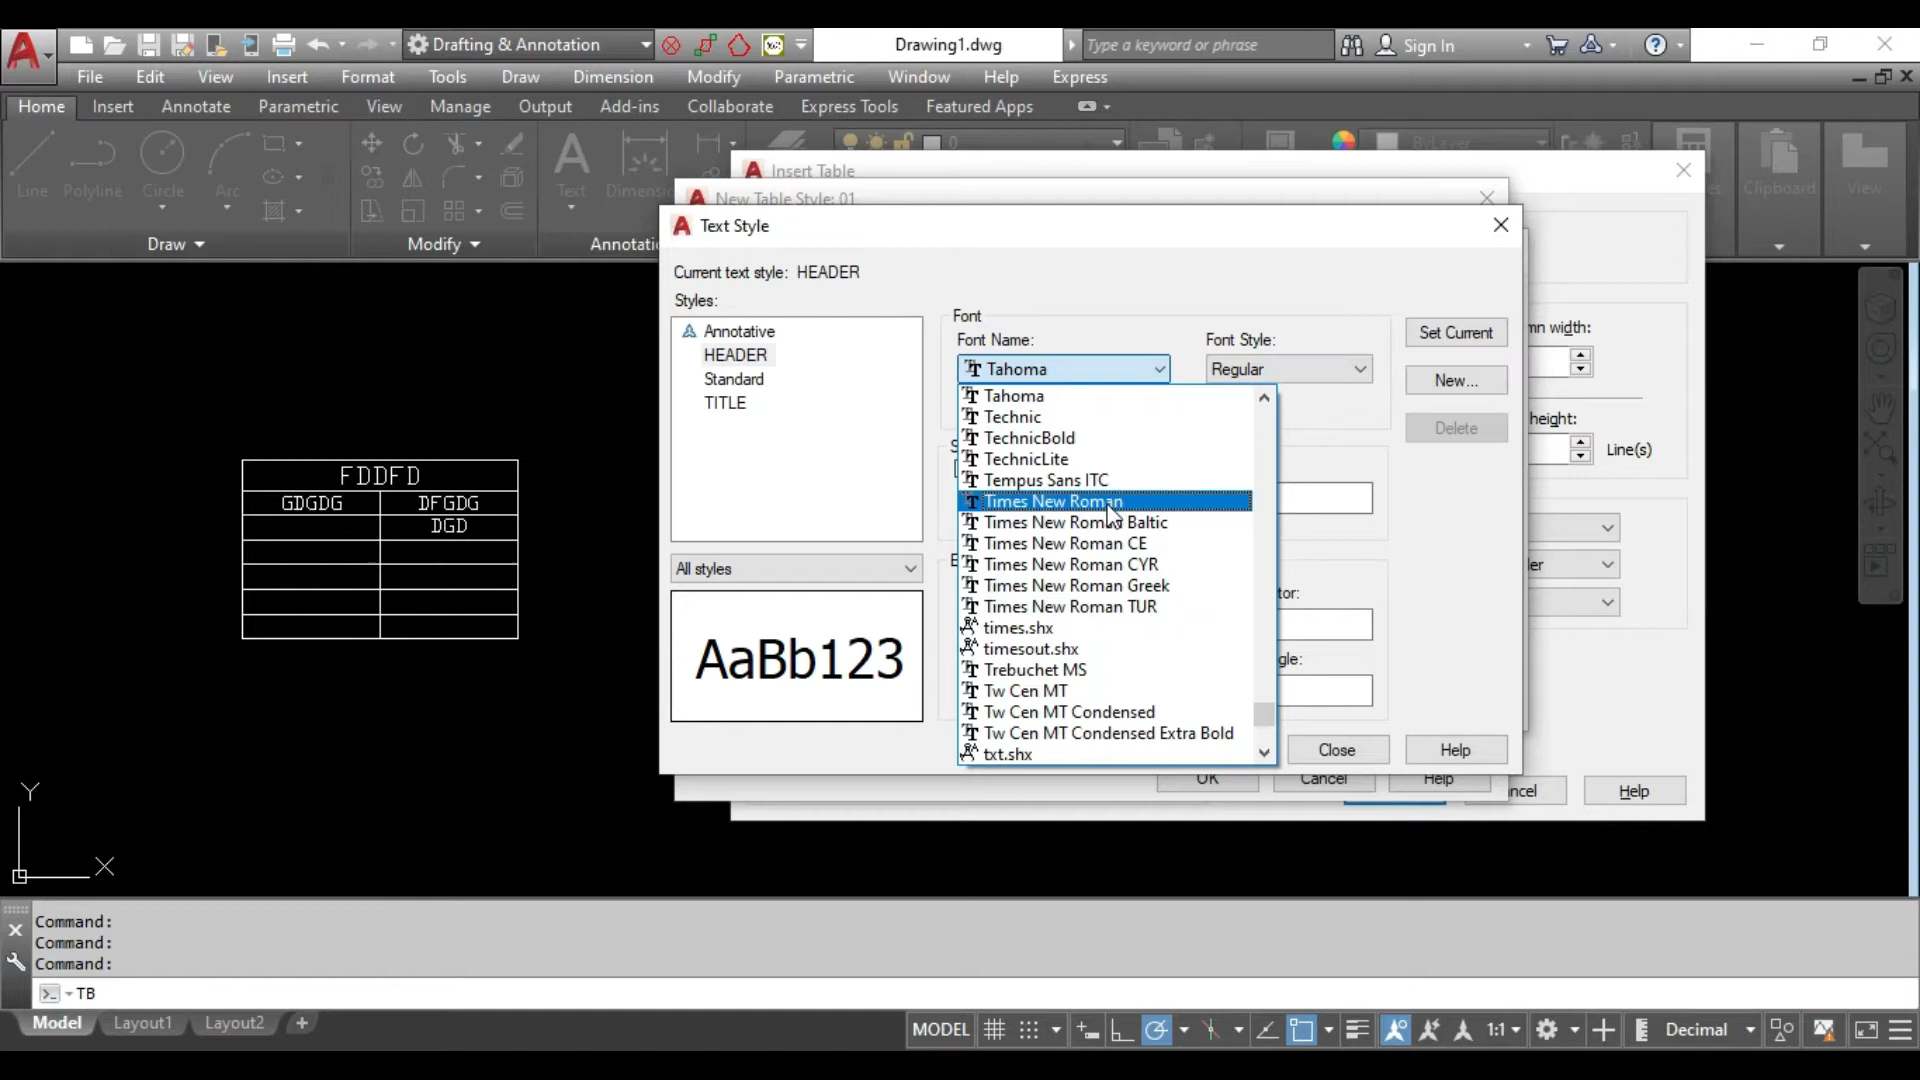 Drafting & Annotation
Drawing1.dwg
Type a keyword or phrase
Sign In
File Edit View Insert Format Tools Draw Dimension Modify Parametric Window Help Express
Home Insert Annotate Parametric View Manage Output Add-ins Collaborate Express Tools Featured Apps
Line Polyline Circle Arc
Text
Clipboard
View
Draw
Modify
Insert Table
New Table Style: 01
Text Style
Current text style: HEADER
Styles:
Annotative
HEADER
Standard
TITLE
All styles
AaBb123
Font
Font Name:
Tahoma
Font Style:
Regular
Set Current
New...
Delete
Tahoma
Technic
TechnicBold
TechnicLite
Tempus Sans ITC
Times New Roman
Times New Roman Baltic
Times New Roman CE
Times New Roman CYR
Times New Roman Greek
Times New Roman TUR
times.shx
timesout.shx
Trebuchet MS
Tw Cen MT
Tw Cen MT Condensed
Tw Cen MT Condensed Extra Bold
txt.shx
width:
height:
Line(s)
Close
Help
OK
Cancel
Help
Help
FDDFD
GDGDG DFGDG
DGD
Y
X
Command:
Command:
Command:
TB
Model Layout1 Layout2
MODEL
1:1
Decimal